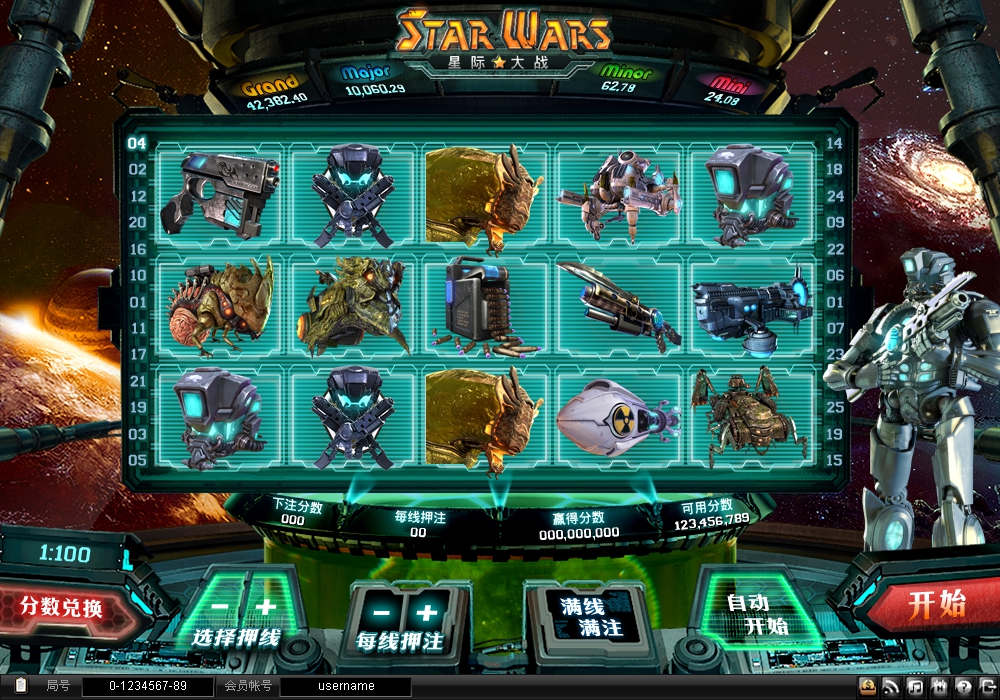 STAR WARS
星际★大战
Grand
42,382.40
Major
10,060.29
Minor
62.78
Mini
24.08
04
02
12
20
16
10
01
11
17
21
19
03
05
14
18
24
09
22
06
01
07
23
25
19
15
下注分数
000
每线押注
00
赢得分数
000,000,000
可用分数
123,456,789
1:100
分数兑换
- +
选择押线
- +
每线押注
满线
满注
自动
开始
开始
局号
0-1234567-89
会员帐号
username